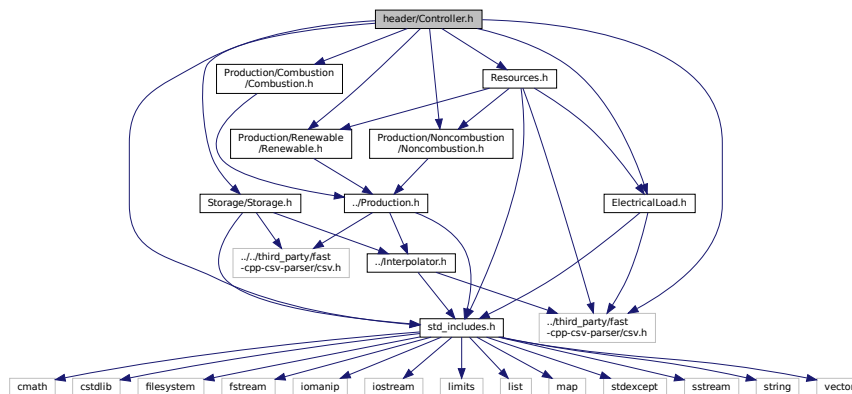 header/Controller.h
Production/Combustion
/Combustion.h
Resources.h
Production/Renewable
/Renewable.h
Production/Noncombustion
/Noncombustion.h
Storage/Storage.h
../Production.h
ElectricalLoad.h
../../third_party/fast
-cpp-csv-parser/csv.h
../Interpolator.h
std_includes.h
../third_party/fast
-cpp-csv-parser/csv.h
cmath
cstdlib
filesystem
fstream
iomanip
iostream
limits
list
map
stdexcept
sstream
string
vector